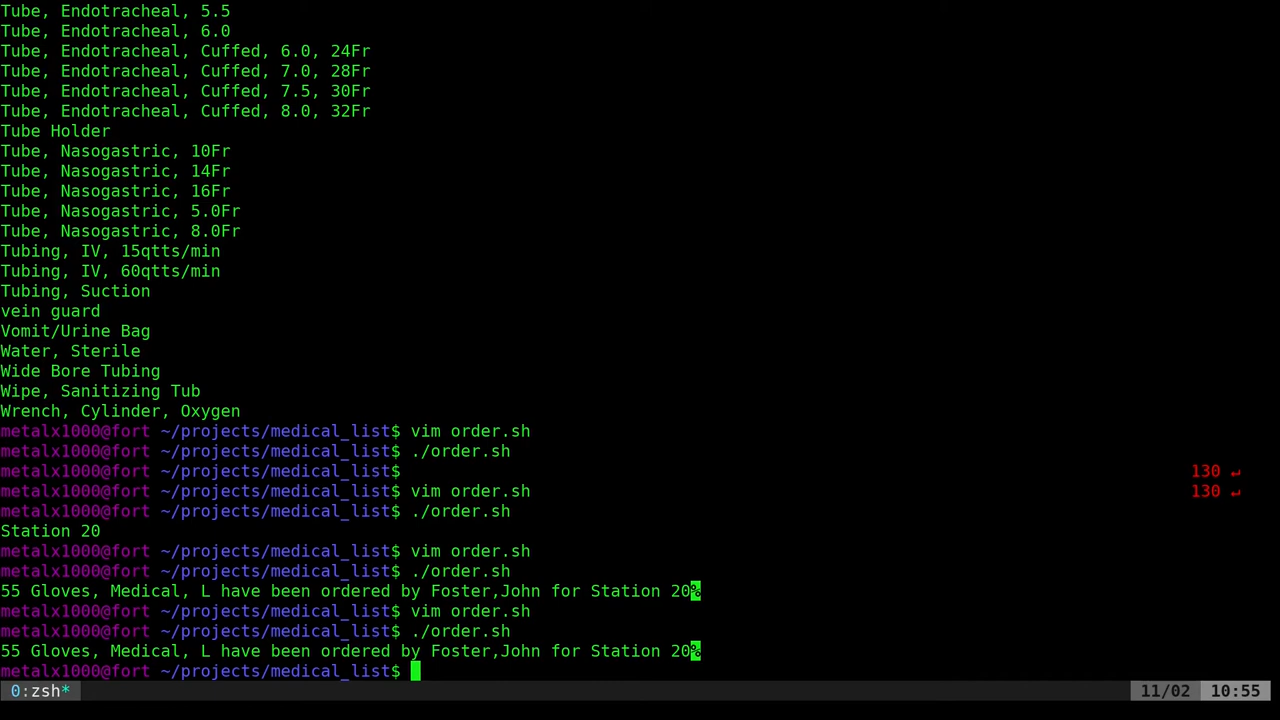 Tube, Endotracheal, 5.5
Tube, Endotracheal, 6.0
Tube, Endotracheal, Cuffed, 6.0, 24Fr
Tube, Endotracheal, Cuffed, 7.0, 28Fr
Tube, Endotracheal, Cuffed, 7.5, 30Fr
Tube, Endotracheal, Cuffed, 8.0, 32Fr
Tube Holder
Tube, Nasogastric, 10Fr
Tube, Nasogastric, 14Fr
Tube, Nasogastric, 16Fr
Tube, Nasogastric, 5.0Fr
Tube, Nasogastric, 8.0Fr
Tubing, IV, 15qtts/min
Tubing, IV, 60qtts/min
Tubing, Suction
vein guard
Vomit/Urine Bag
Water, Sterile
Wide Bore Tubing
Wipe, Sanitizing Tub
Wrench, Cylinder, Oxygen
metalx1000@fort ~/projects/medical_list$ vim order.sh
metalx1000@fort ~/projects/medical_list$ ./order.sh
metalx1000@fort ~/projects/medical_list$ 130 ↵
metalx1000@fort ~/projects/medical_list$ vim order.sh 130 ↵
metalx1000@fort ~/projects/medical_list$ ./order.sh
Station 20
metalx1000@fort ~/projects/medical_list$ vim order.sh
metalx1000@fort ~/projects/medical_list$ ./order.sh
55 Gloves, Medical, L have been ordered by Foster,John for Station 20%
metalx1000@fort ~/projects/medical_list$ vim order.sh
metalx1000@fort ~/projects/medical_list$ ./order.sh
55 Gloves, Medical, L have been ordered by Foster,John for Station 20%
metalx1000@fort ~/projects/medical_list$
0:zsh* 11/02 10:55